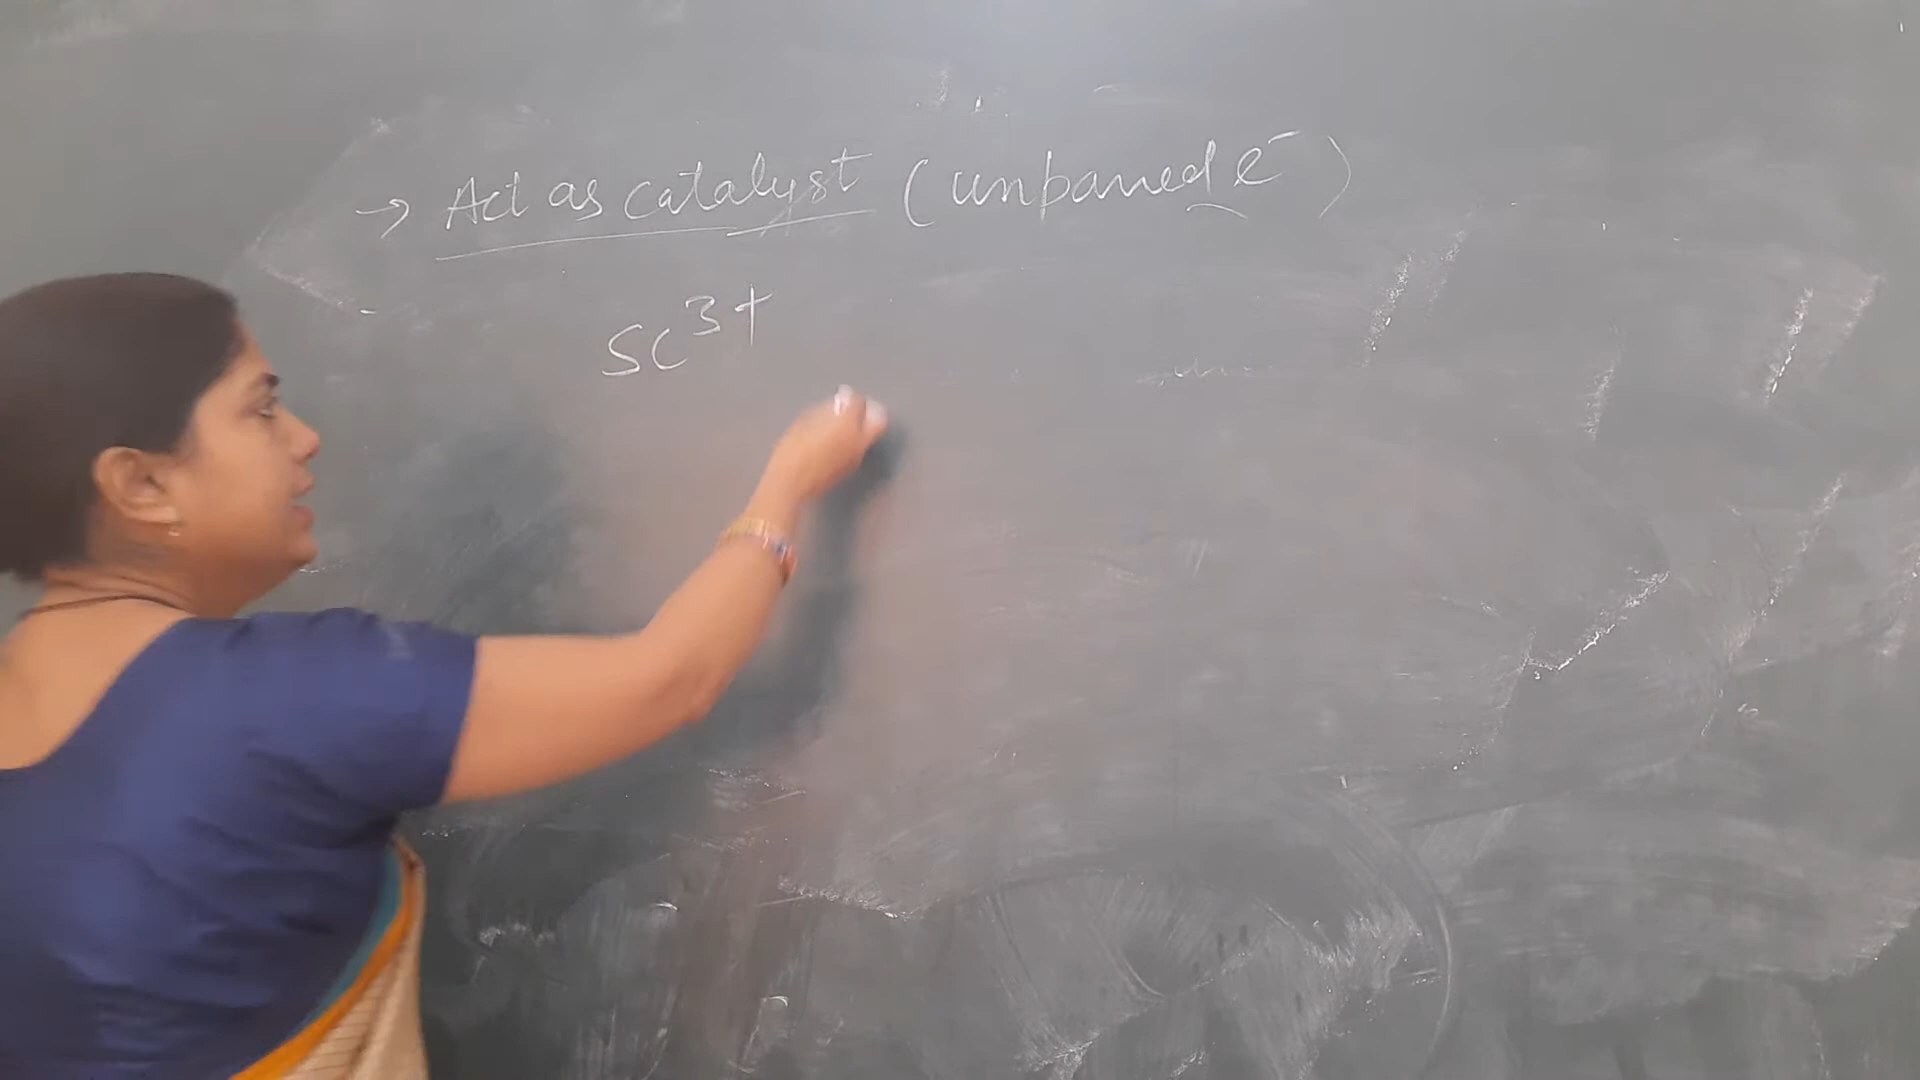 → Act as catalyst (unpaired e⁻)
Sc³⁺